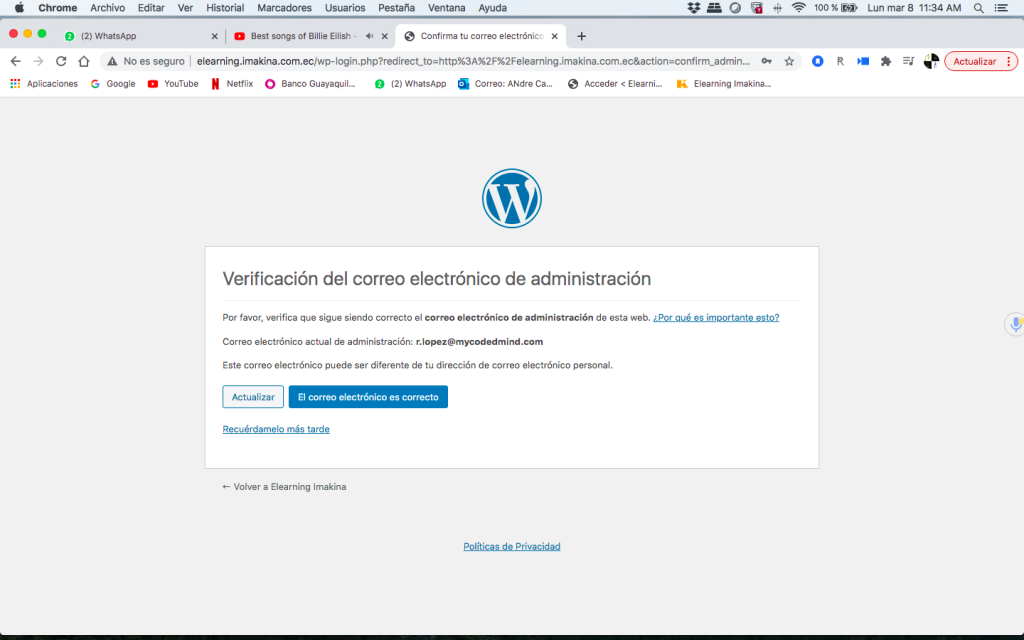 Chrome Archivo Editar Ver Historial Marcadores Usuarios Pestaña Ventana Ayuda 100 % Lun mar 8 11:34 AM
(2) WhatsApp Best songs of Billie Eilish - Confirma tu correo electrónico
No es seguro elearning.imakina.com.ec/wp-login.php?redirect_to=http%3A%2F%2Felearning.imakina.com.ec&action=confirm_admin... R Actualizar
Aplicaciones Google YouTube Netflix Banco Guayaquil... (2) WhatsApp Correo: ANdre Ca... Acceder < Elearni... Elearning Imakina...
Verificación del correo electrónico de administración
Por favor, verifica que sigue siendo correcto el correo electrónico de administración de esta web. ¿Por qué es importante esto?
Correo electrónico actual de administración: r.lopez@mycodedmind.com
Este correo electrónico puede ser diferente de tu dirección de correo electrónico personal.
Actualizar El correo electrónico es correcto
Recuérdamelo más tarde
← Volver a Elearning Imakina
Políticas de Privacidad